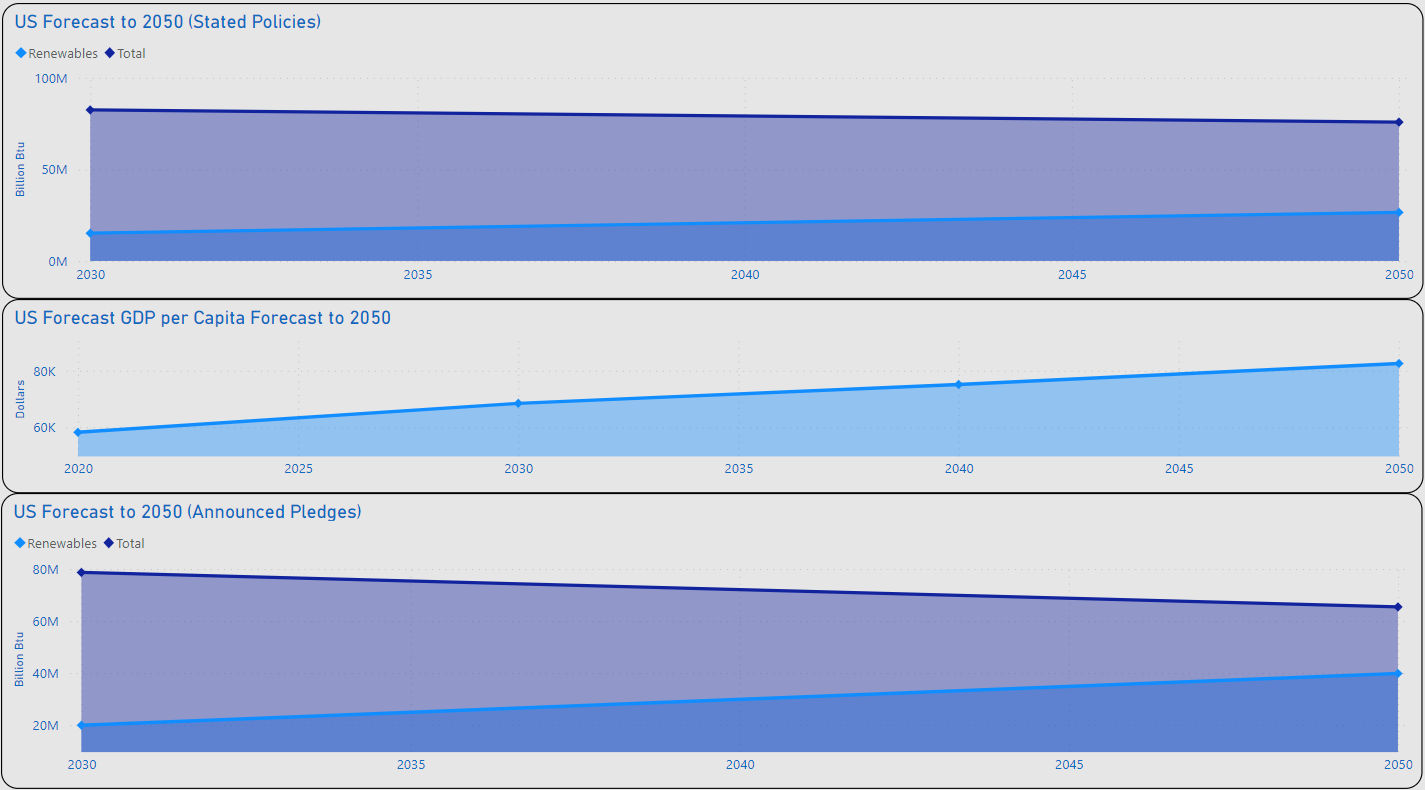 US Forecast to 2050 (Stated Policies)
Renewables Total
100M
50M
0M
Billion Btu
2030 2035 2040 2045 2050
US Forecast GDP per Capita Forecast to 2050
80K
60K
Dollars
2020 2025 2030 2035 2040 2045 2050
US Forecast to 2050 (Announced Pledges)
Renewables Total
80M
60M
40M
20M
Billion Btu
2030 2035 2040 2045 2050